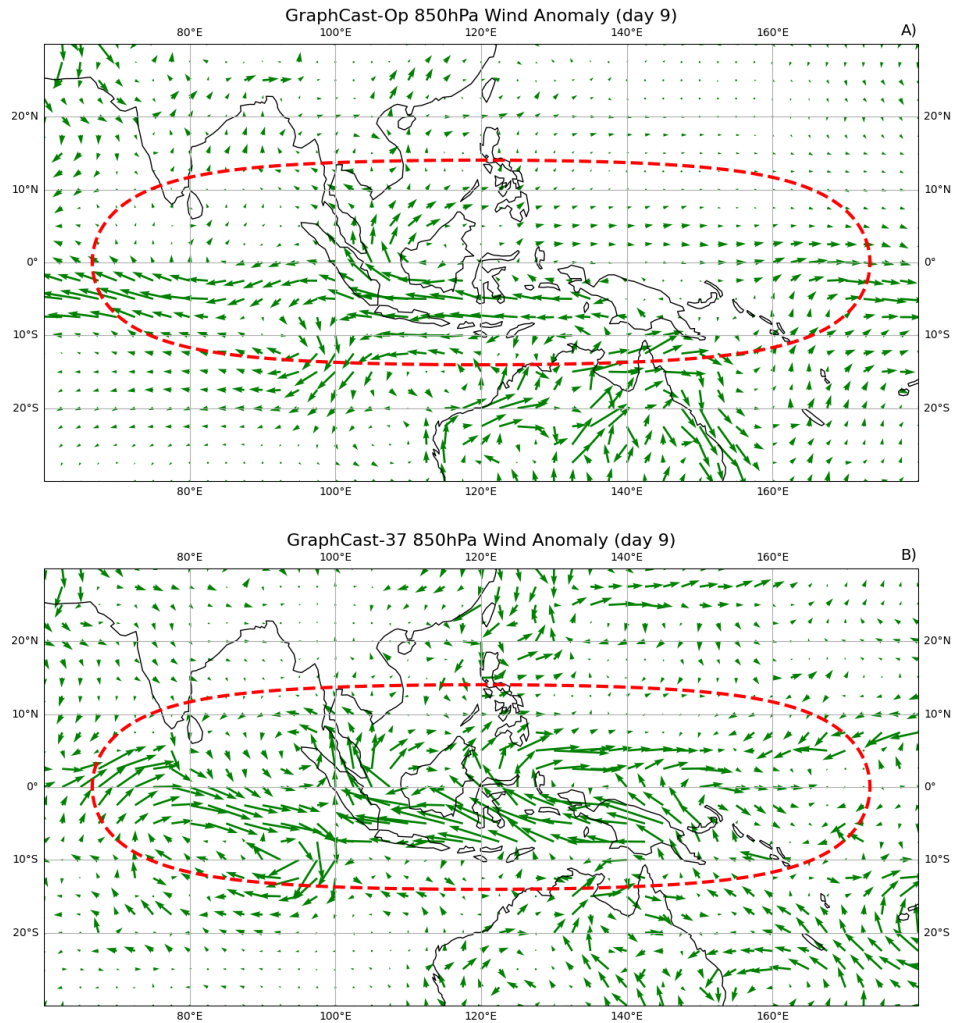 GraphCast-Op 850hPa Wind Anomaly (day 9)
80°E 100°E 120°E 140°E 160°E A)
20°N 20°N
10°N 10°N
0° 0°
10°S 10°S
20°S 20°S
80°E 100°E 120°E 140°E 160°E
GraphCast-37 850hPa Wind Anomaly (day 9)
80°E 100°E 120°E 140°E 160°E B)
20°N 20°N
10°N 10°N
0° 0°
10°S 10°S
20°S 20°S
80°E 100°E 120°E 140°E 160°E